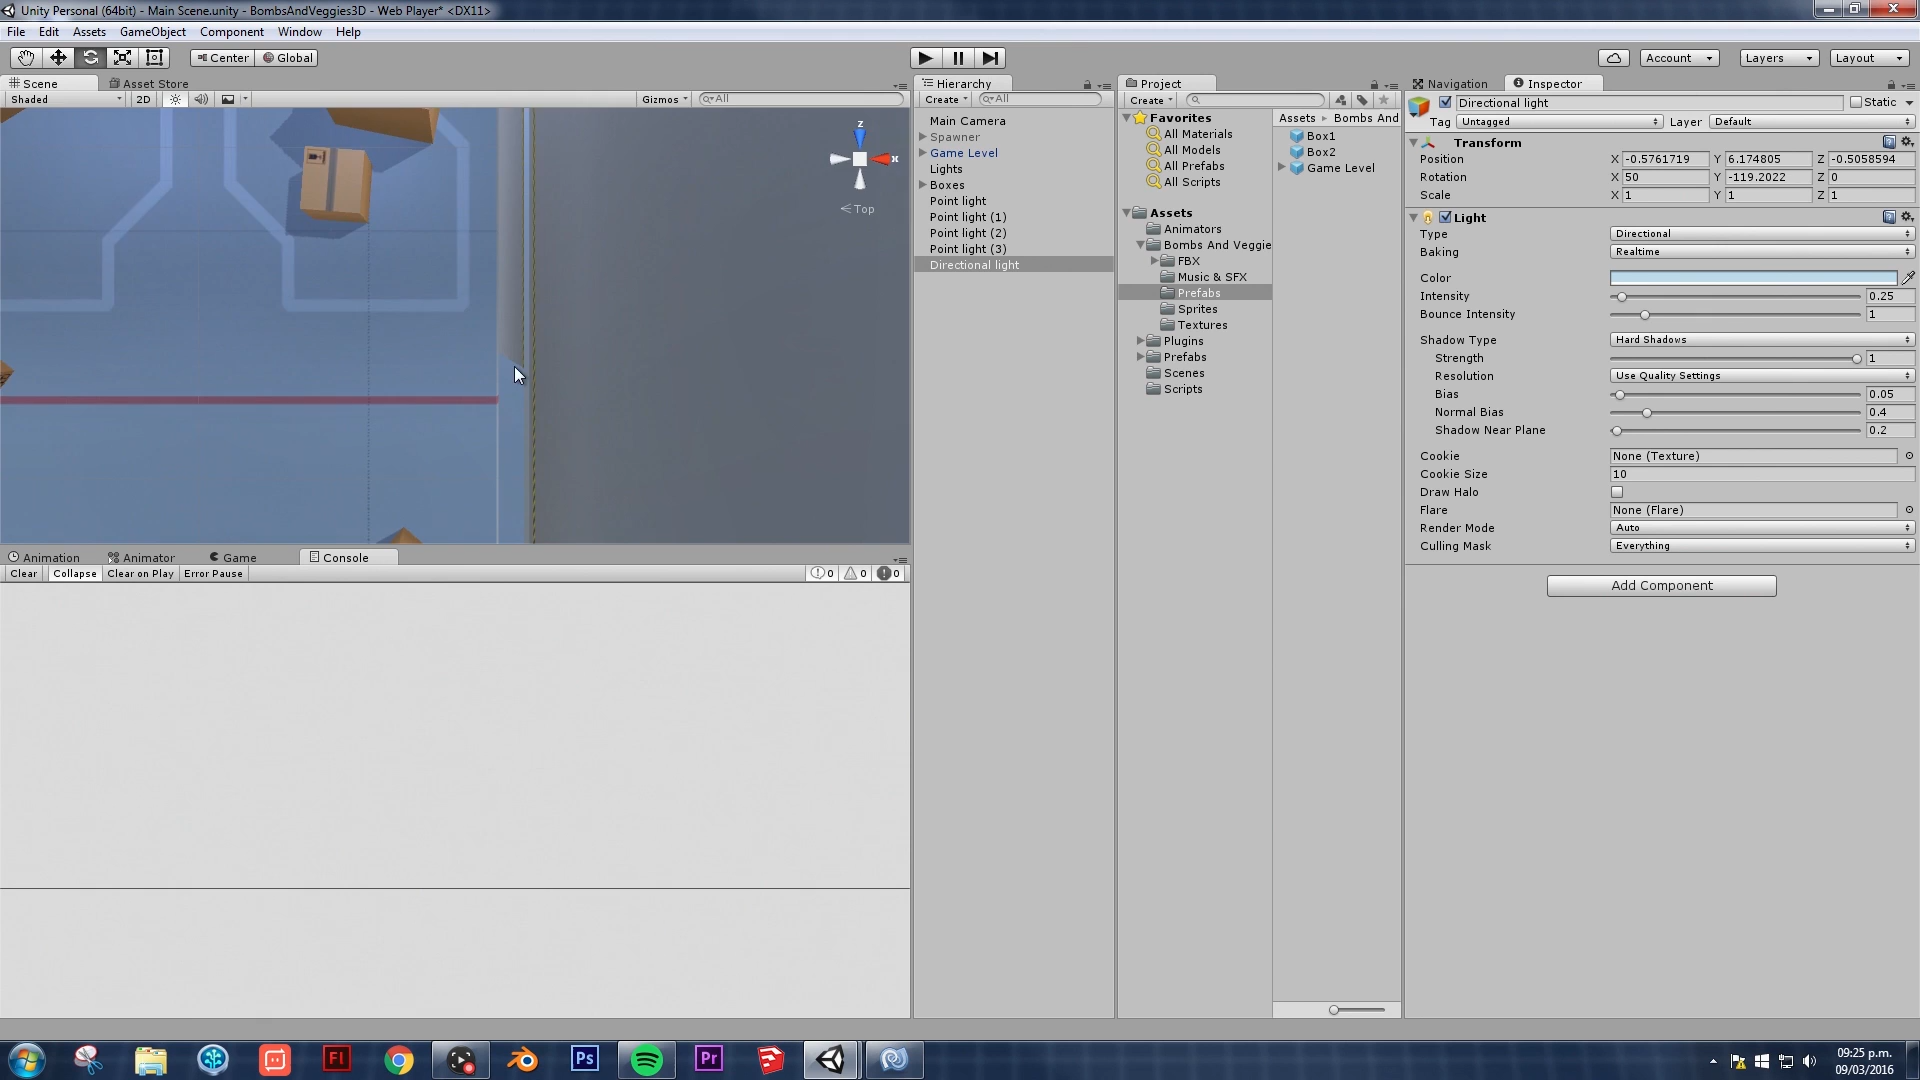 Unity Personal (64bit) - Main Scene.unity - BombsAndVeggies3D - Web Player* <DX11>
File Edit Assets GameObject Component Window Help
Center Global Account Layers Layout
Scene Asset Store
Shaded 2D Gizmos All
z
x
Top
Animation Animator Game Console
Clear Collapse Clear on Play Error Pause 0 0 0
Hierarchy
Create All
Main Camera
Spawner
Game Level
Lights
Boxes
Point light
Point light (1)
Point light (2)
Point light (3)
Directional light
Project
Create
Favorites
All Materials
All Models
All Prefabs
All Scripts
Assets
Animators
Bombs And Veggie
FBX
Music & SFX
Prefabs
Sprites
Textures
Plugins
Prefabs
Scenes
Scripts
Assets Bombs And
Box1
Box2
Game Level
Navigation Inspector
Directional light Static
Tag Untagged Layer Default
Transform
Position X -0.5761719 Y 6.174805 Z -0.5058594
Rotation X 50 Y -119.2022 Z 0
Scale X 1 Y 1 Z 1
Light
Type Directional
Baking Realtime
Color
Intensity 0.25
Bounce Intensity 1
Shadow Type Hard Shadows
Strength 1
Resolution Use Quality Settings
Bias 0.05
Normal Bias 0.4
Shadow Near Plane 0.2
Cookie None (Texture)
Cookie Size 10
Draw Halo
Flare None (Flare)
Render Mode Auto
Culling Mask Everything
Add Component
Fl Ps Pr
09:25 p.m.
09/03/2016